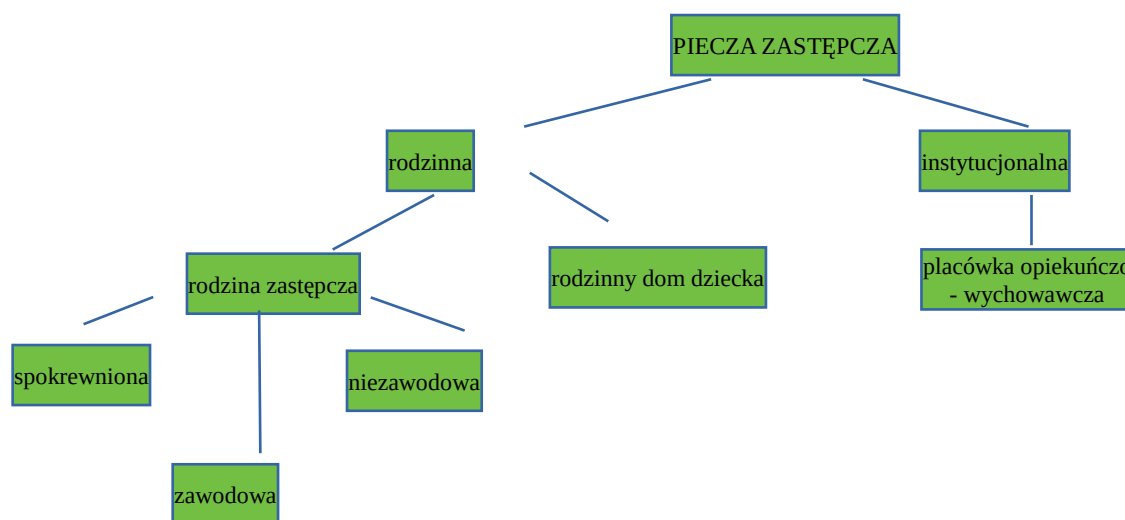 PIECZA ZASTĘPCZA
rodzinna
instytucjonalna
rodzina zastępcza
rodzinny dom dziecka
placówka opiekuńczo
- wychowawcza
spokrewniona
niezawodowa
zawodowa